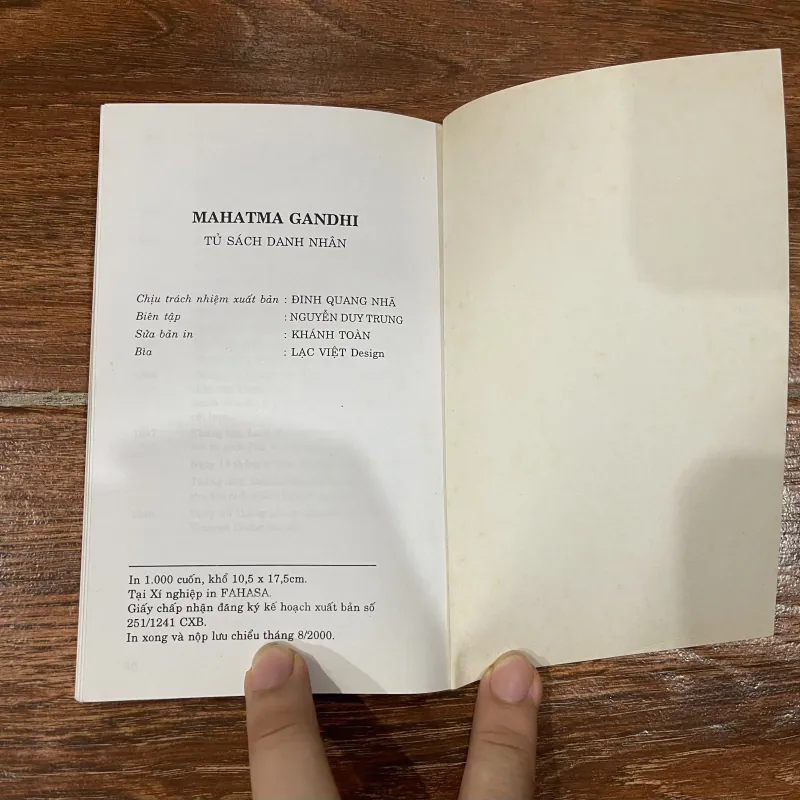 MAHATMA GANDHI
TỦ SÁCH DANH NHÂN
Chịu trách nhiệm xuất bản : ĐINH QUANG NHÃ
Biên tập : NGUYỄN DUY TRUNG
Sửa bản in : KHÁNH TOÀN
Bìa : LẠC VIỆT Design
In 1.000 cuốn, khổ 10,5 x 17,5cm.
Tại Xí nghiệp in FAHASA.
Giấy chấp nhận đăng ký kế hoạch xuất bản số
251/1241 CXB.
In xong và nộp lưu chiểu tháng 8/2000.